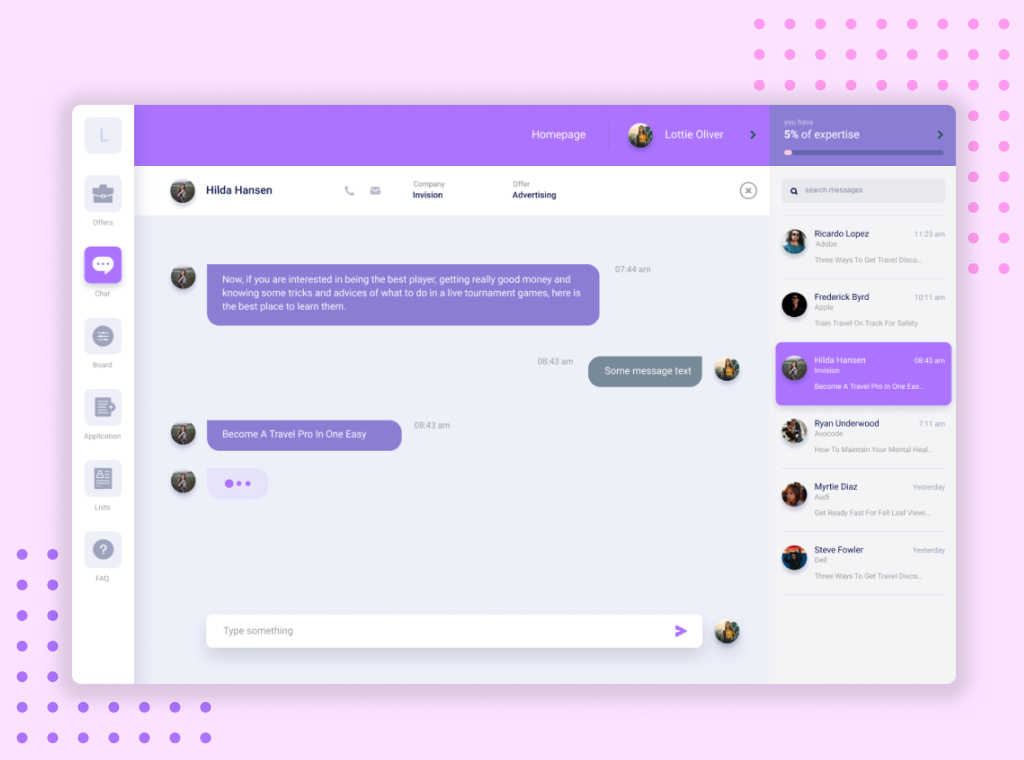 L
Offers
Chat
Board
Application
Lists
?
FAQ
Homepage
Lottie Oliver
you have
5% of expertise
Hilda Hansen
Company
Invision
Offer
Advertising
Now, if you are interested in being the best player, getting really good money and
knowing some tricks and advices of what to do in a live tournament games, here is
the best place to learn them.
07:44 am
08:43 am
Some message text
Become A Travel Pro In One Easy
08:43 am
Type something
search messages
Ricardo Lopez
11:23 am
Adobe
Three Ways To Get Travel Disco...
Frederick Byrd
10:11 am
Apple
Train Travel On Track For Safety
Hilda Hansen
08:43 am
Invision
Become A Travel Pro In One Eas..
Ryan Underwood
7:11 am
Avocode
How To Maintain Your Mental Heal..
Myrtie Diaz
Yesterday
Audi
Get Ready Fast For Fall Leaf Viewi...
Steve Fowler
Yesterday
Dell
Three Ways To Get Travel Disco...